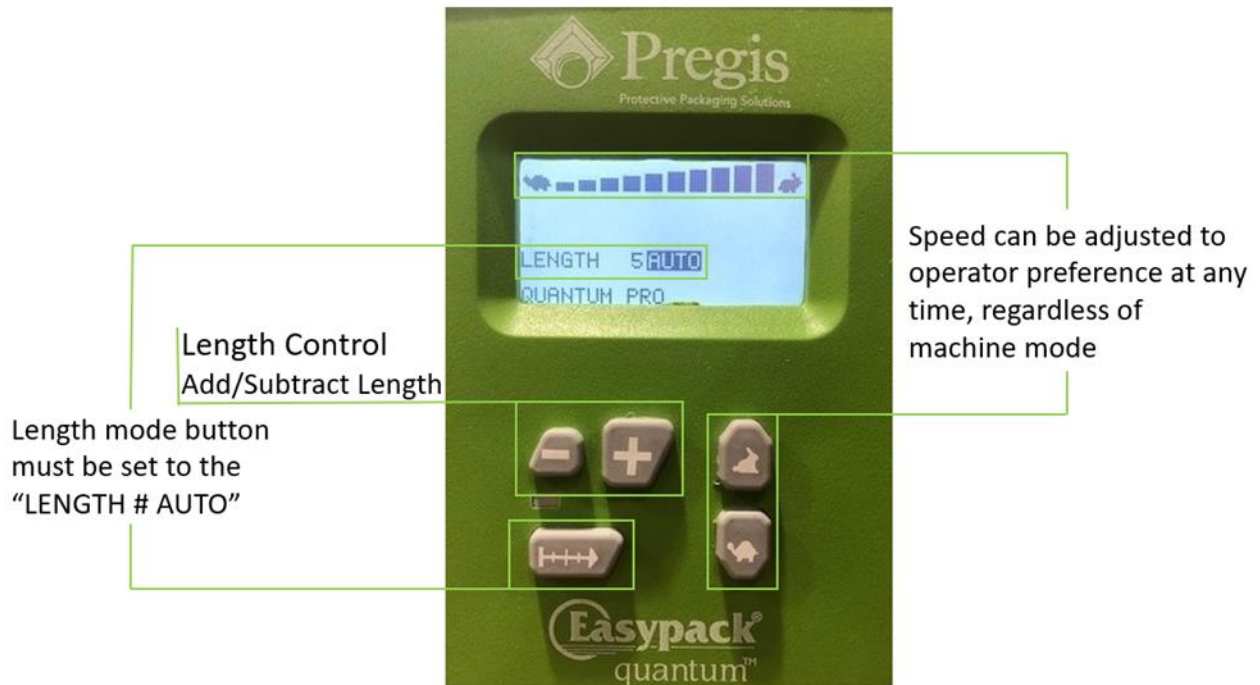 Pregis
Protective Packaging Solutions
LENGTH 5 AUTO
QUANTUM PRO
Speed can be adjusted to
operator preference at any
time, regardless of
machine mode
Length Control
Add/Subtract Length
Length mode button
must be set to the
“LENGTH # AUTO”
Easypack®
quantum™